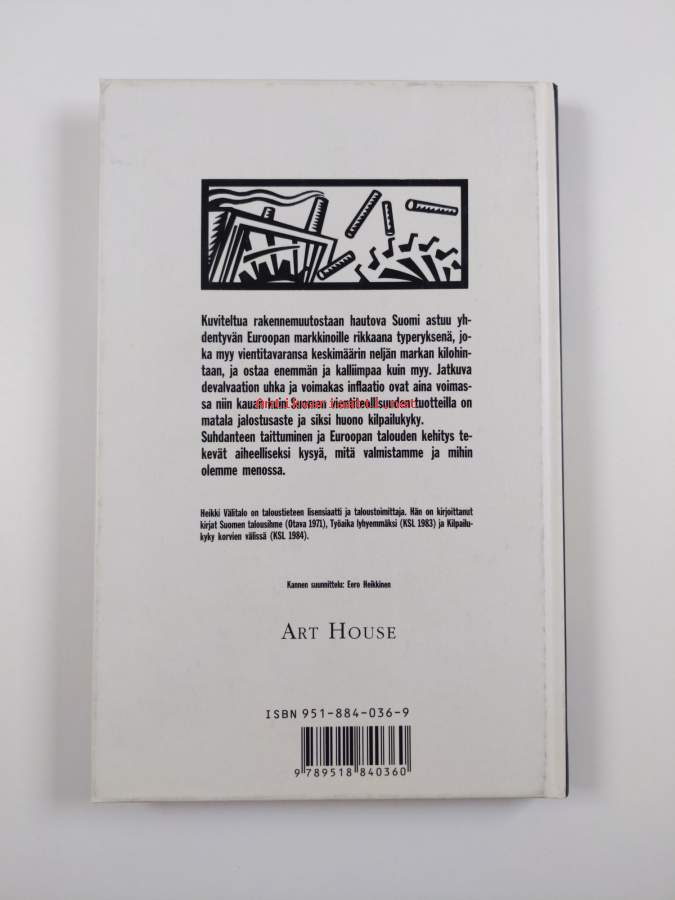 Kuviteltua rakennemuutostaan hautova Suomi astuu yh-
dentyvän Euroopan markkinoille rikkaana typeryksenä, jo-
ka myy vientitavaransa keskimäärin neljän markan kilohin-
taan, ja ostaa enemmän ja kalliimpaa kuin myy. Jatkuva
devalvaation uhka ja voimakas inflaatio ovat aina voimas-
sa niin kauan kuin Suomen vientiteollisuuden tuotteilla on
matala jalostusaste ja siksi huono kilpailukyky.
Suhdanteen taittuminen ja Euroopan talouden kehitys te-
kevät aiheelliseksi kysyä, mitä valmistamme ja mihin
olemme menossa.
Heikki Välitalo on taloustieteen lisensiaatti ja taloustoimittaja. Hän on kirjoittanut
kirjat Suomen talousihme (Otava 1971), Työaika lyhyemmäksi (KSL 1983) ja Kilpailu-
kyky korvien välissä (KSL 1984).
Kannen suunnittelu: Eero Heikkinen
ART HOUSE
ISBN 951-884-036-9
9 789518 840360